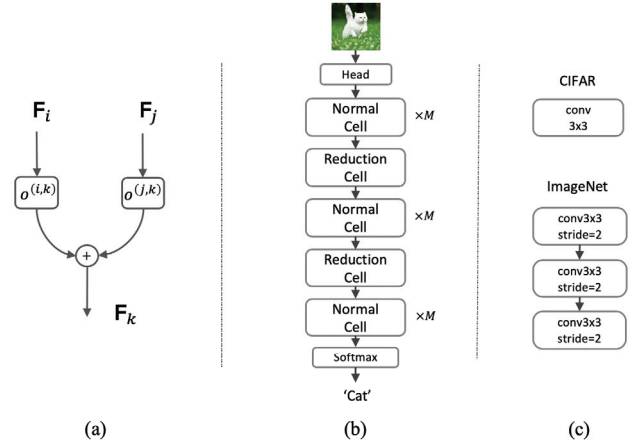 F_i
F_j
o^(i,k)
o^(j,k)
+
F_k
(a)
Head
Normal
Cell
×M
Reduction
Cell
Normal
Cell
×M
Reduction
Cell
Normal
Cell
×M
Softmax
'Cat'
(b)
CIFAR
conv
3x3
ImageNet
conv3x3
stride=2
conv3x3
stride=2
conv3x3
stride=2
(c)